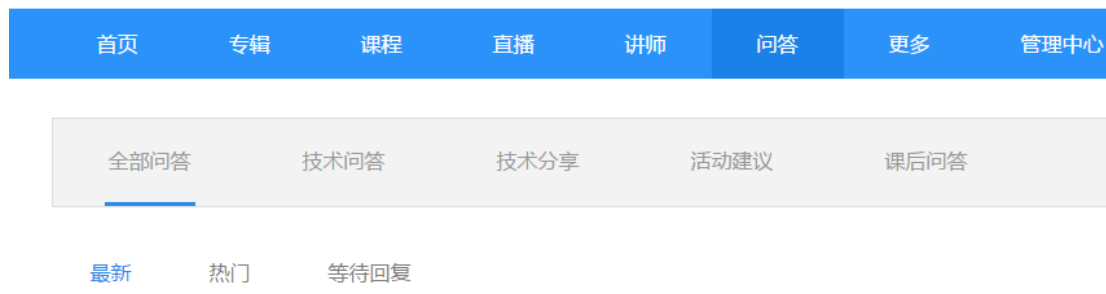 首页 专辑 课程 直播 讲师 问答 更多 管理中心
全部问答 技术问答 技术分享 活动建议 课后问答
最新 热门 等待回复